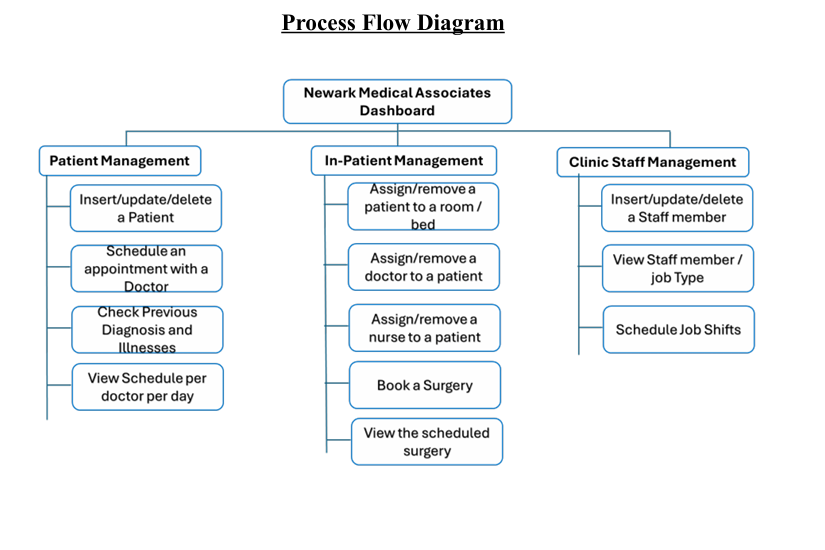 Process Flow Diagram
Newark Medical Associates
Dashboard
Patient Management
Insert/update/delete
a Patient
Schedule an
appointment with a
Doctor
Check Previous
Diagnosis and
Illnesses
View Schedule per
doctor per day
In-Patient Management
Assign/remove a
patient to a room /
bed
Assign/remove a
doctor to a patient
Assign/remove a
nurse to a patient
Book a Surgery
View the scheduled
surgery
Clinic Staff Management
Insert/update/delete
a Staff member
View Staff member /
job Type
Schedule Job Shifts